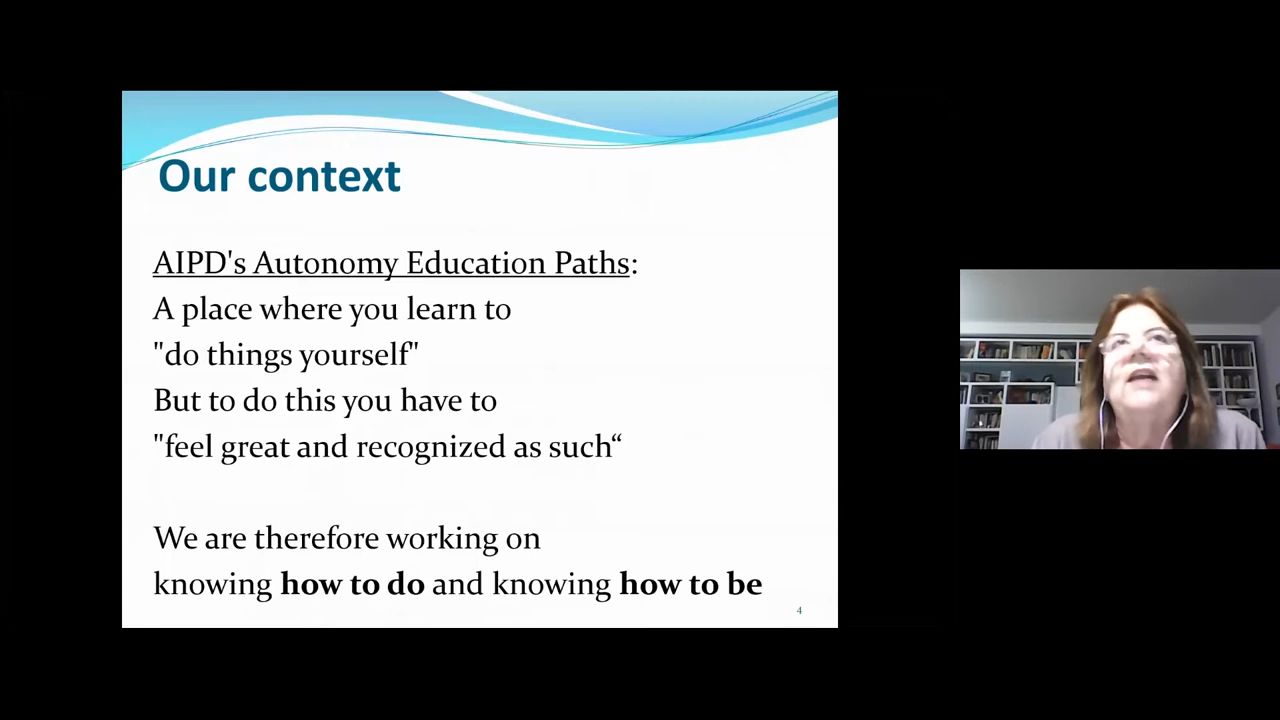 Our context
AIPD's Autonomy Education Paths:
A place where you learn to
"do things yourself"
But to do this you have to
"feel great and recognized as such“
We are therefore working on
knowing how to do and knowing how to be
4